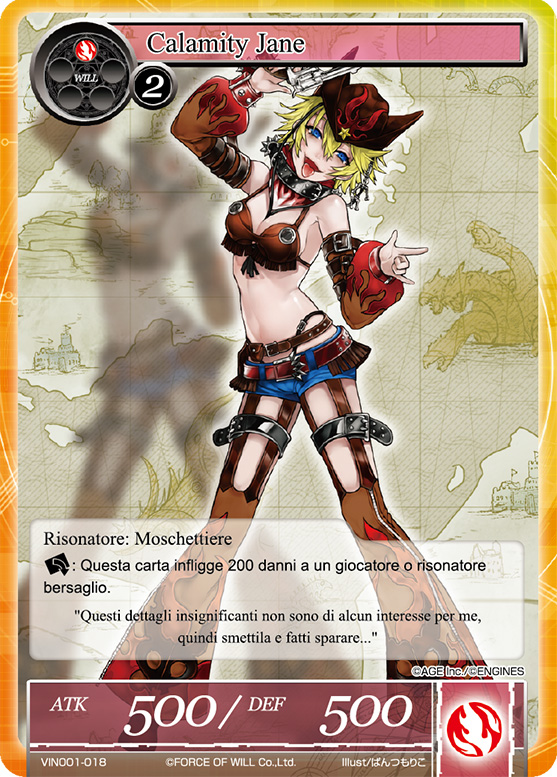 Calamity Jane
WILL
2
Risonatore: Moschettiere
: Questa carta infligge 200 danni a un giocatore o risonatore
bersaglio.
"Questi dettagli insignificanti non sono di alcun interesse per me,
quindi smettila e fatti sparare..."
©AGE Inc./©ENGINES
ATK 500 / DEF 500
VIN001-018 ©FORCE OF WILL Co.,Ltd. Illust/ぱんつもりこ